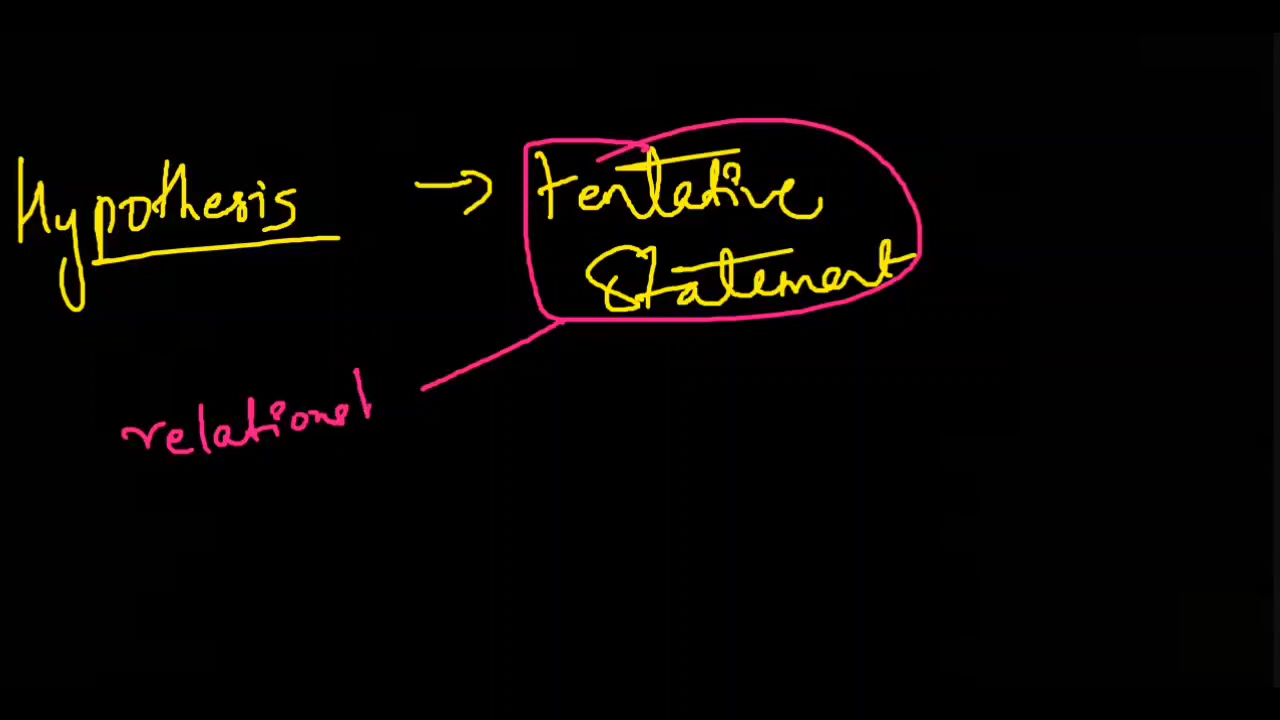 Hypothesis → Tentative
Statement
relational